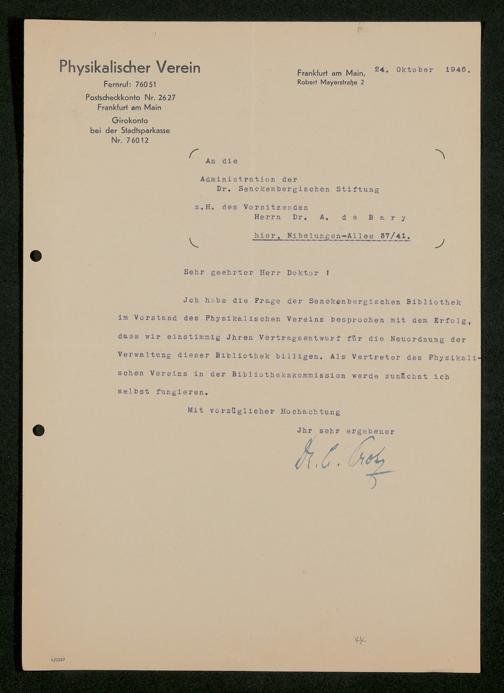 Physikalischer Verein
Fernruf: 76051
Postscheckkonto Nr. 2627
Frankfurt am Main
Girokonto
bei der Stadtsparkasse
Nr. 76012
Frankfurt am Main, 24. Oktober 1946.
Robert Mayerstraße 2
An die
Administration der
Dr. Senckenbergischen Stiftung
z.H. des Vorsitzenden
Herrn Dr. A. de Bary
hier, Nibelungen-Allee 37/41.
Sehr geehrter Herr Doktor !
Ich habe die Frage der Senckenbergischen Bibliothek
im Vorstand des Physikalischen Vereins besprochen mit dem Erfolg,
dass wir einstimmig Jhren Vertragsentwurf für die Neuordnung der
Verwaltung dieser Bibliothek billigen. Als Vertreter des Physikali-
schen Vereins in der Bibliothekskommission werde zunächst ich
selbst fungieren.
Mit vorzüglicher Hochachtung
Jhr sehr ergebener
Dr. C.